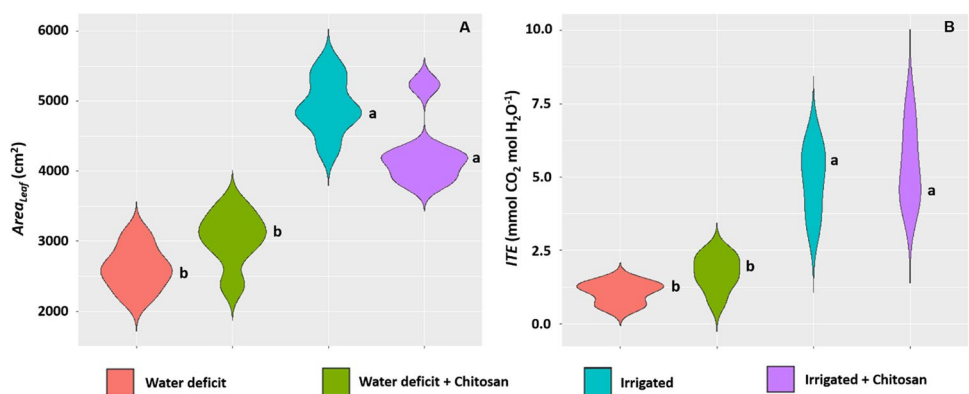 A
6000
5000
4000
3000
2000
Area_Leaf (cm²)
b
b
a
a
B
10.0
7.5
5.0
2.5
0.0
ITE (mmol CO₂ mol H₂O⁻¹)
b
b
a
a
Water deficit
Water deficit + Chitosan
Irrigated
Irrigated + Chitosan